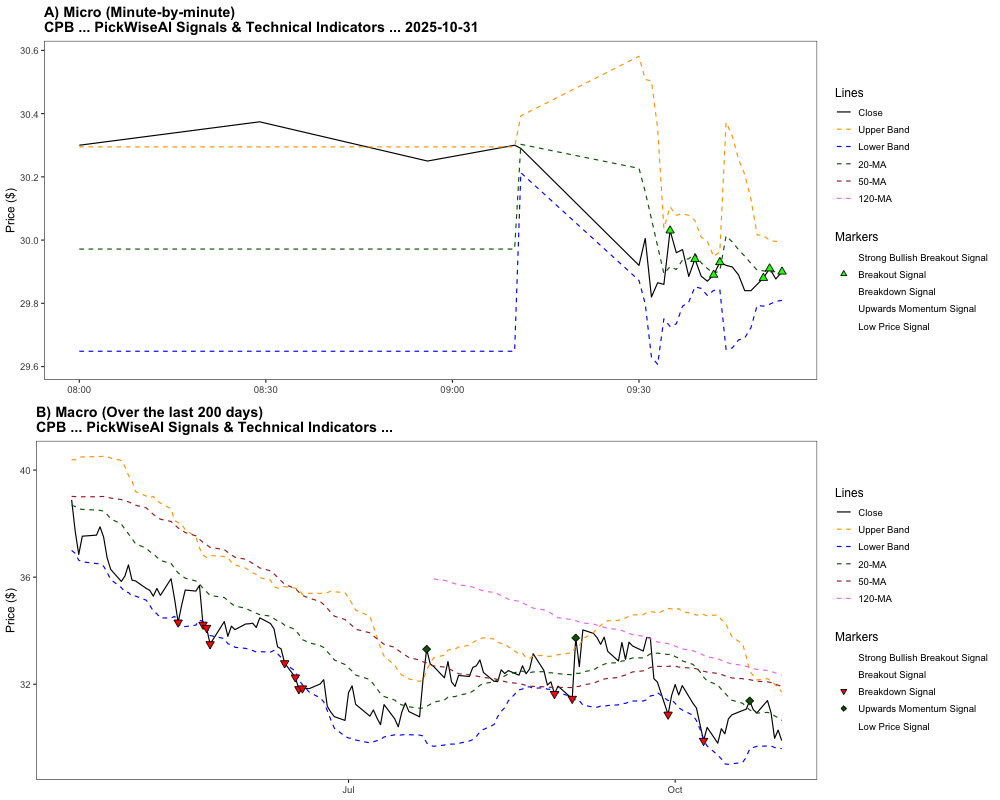 A) Micro (Minute-by-minute)
CPB ... PickWiseAI Signals & Technical Indicators ... 2025-10-31
Price ($)
30.6
30.4
30.2
30.0
29.8
29.6
08:00
08:30
09:00
09:30
Lines
Close
Upper Band
Lower Band
20-MA
50-MA
120-MA
Markers
Strong Bullish Breakout Signal
Breakout Signal
Breakdown Signal
Upwards Momentum Signal
Low Price Signal
B) Macro (Over the last 200 days)
CPB ... PickWiseAI Signals & Technical Indicators ...
Price ($)
40
36
32
Jul
Oct
Lines
Close
Upper Band
Lower Band
20-MA
50-MA
120-MA
Markers
Strong Bullish Breakout Signal
Breakout Signal
Breakdown Signal
Upwards Momentum Signal
Low Price Signal